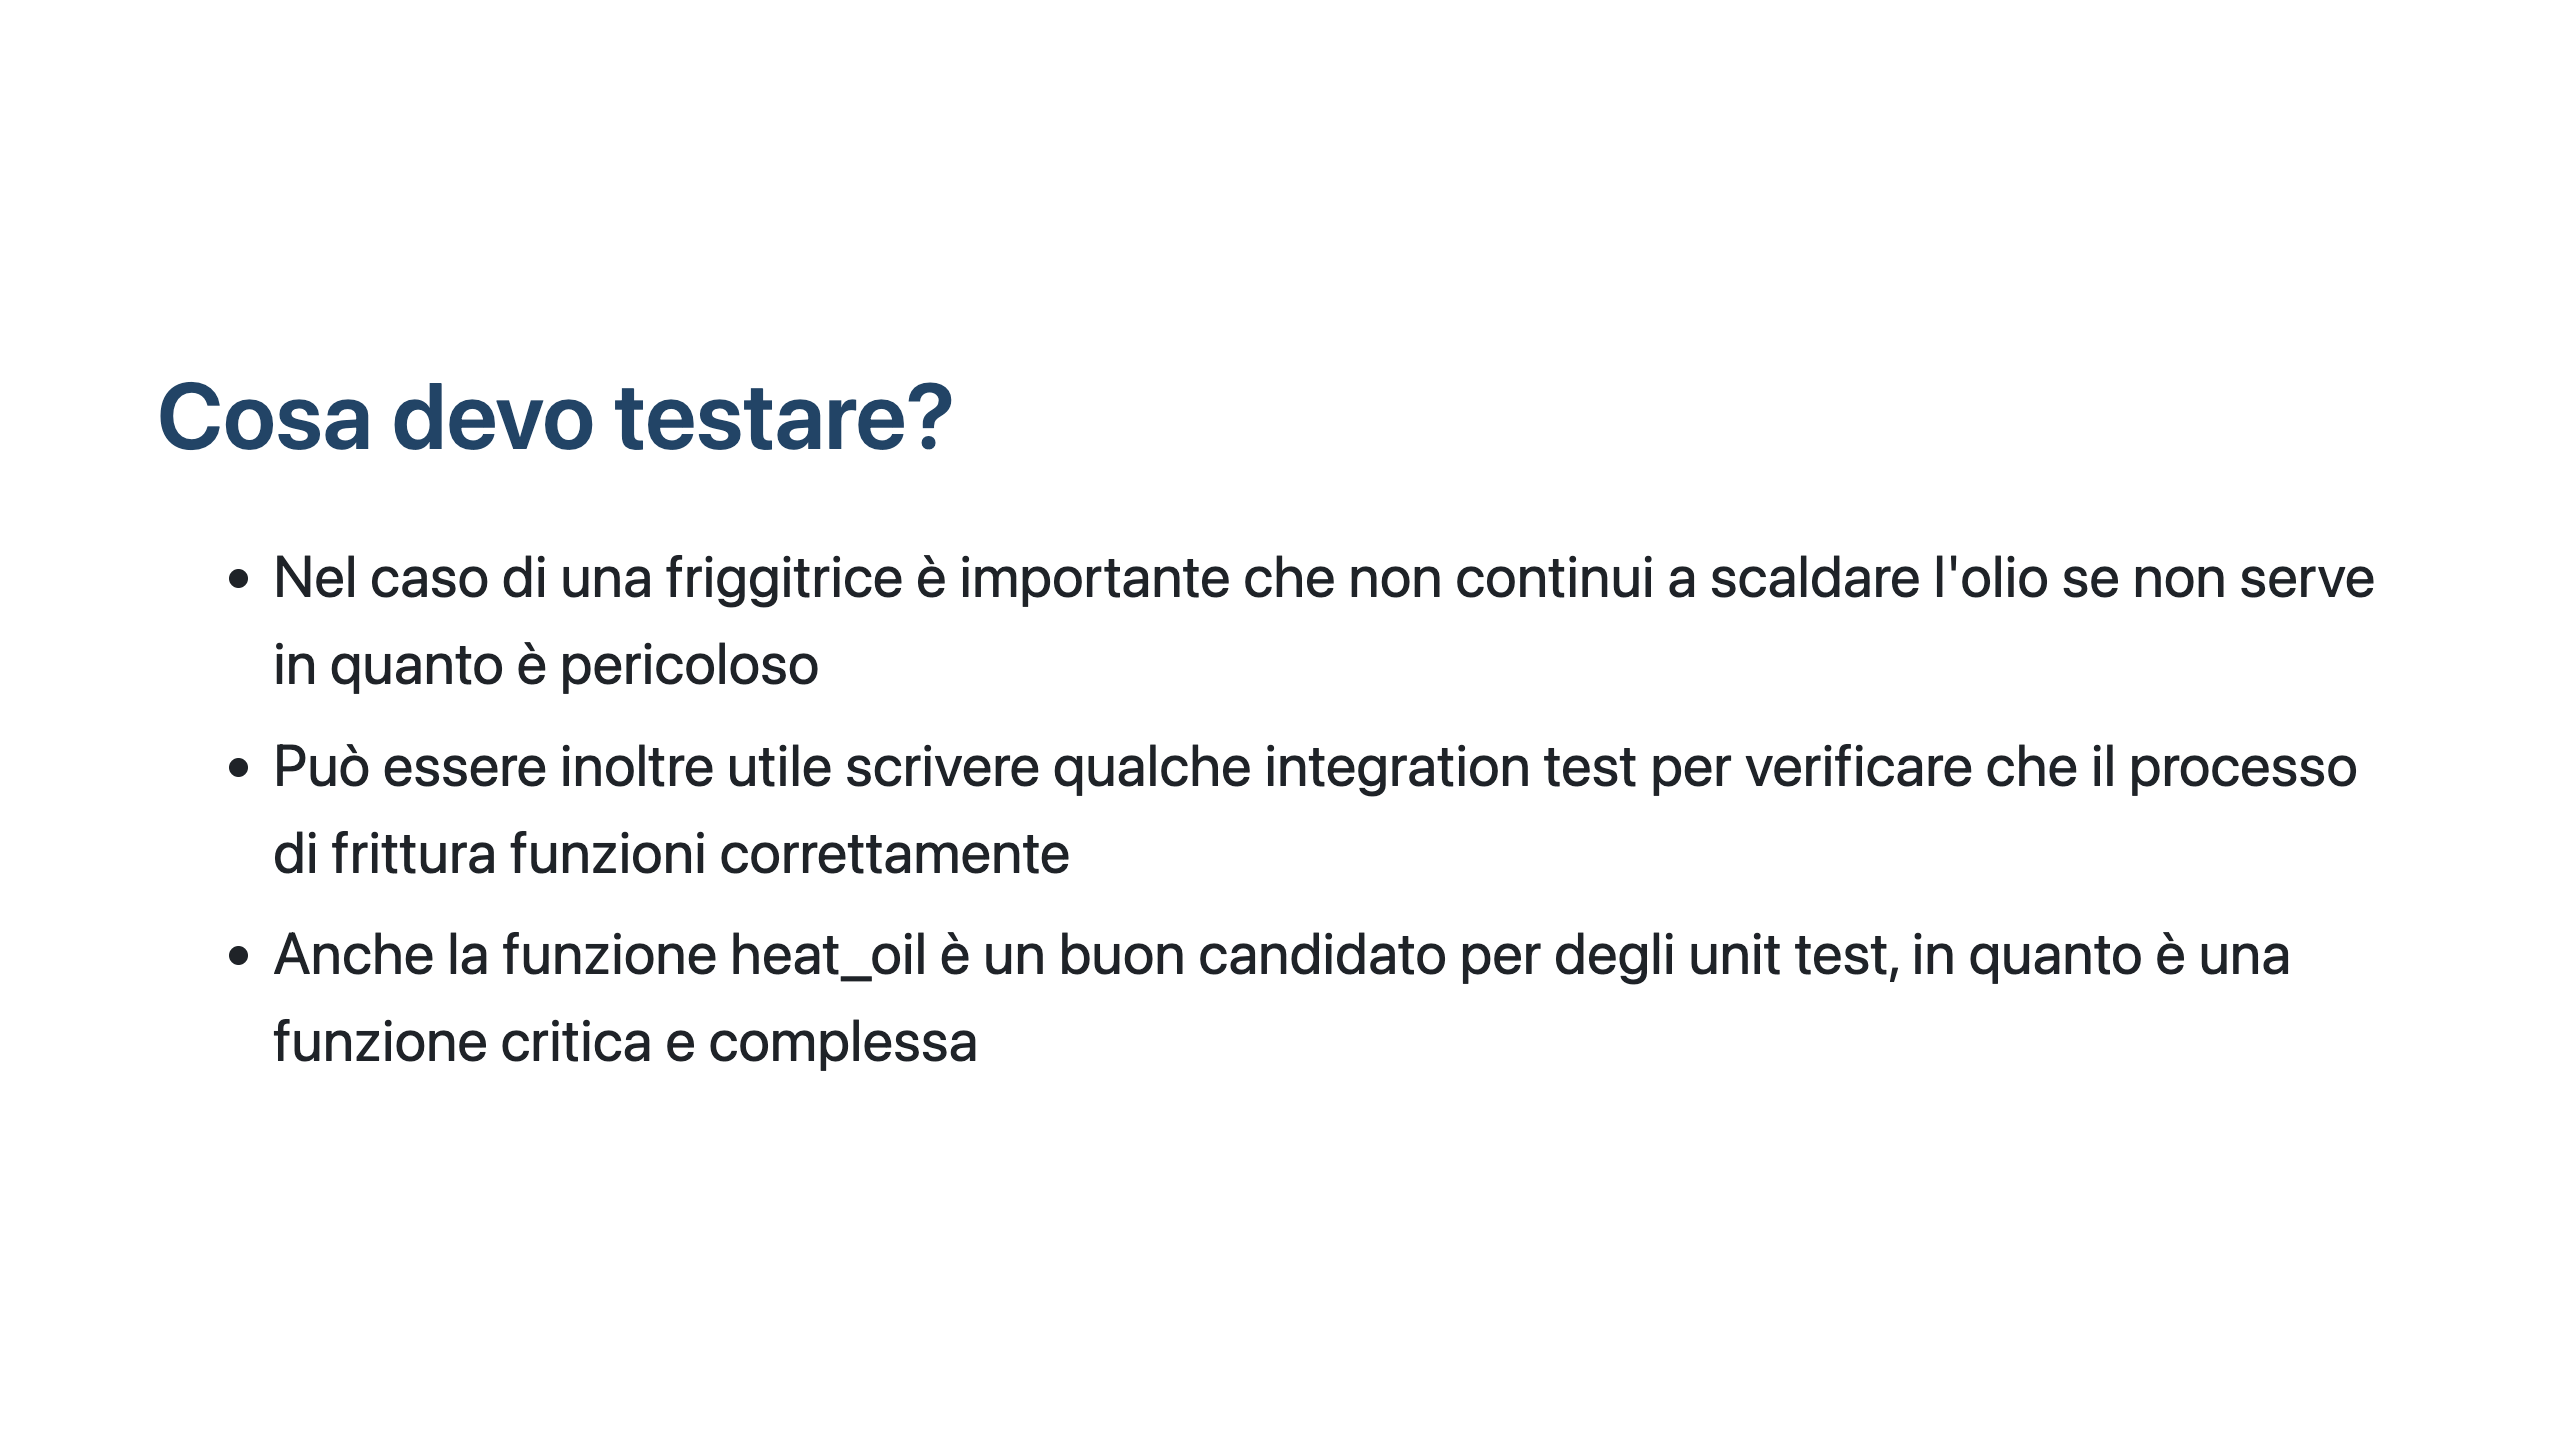 Cosa devo testare?
• Nel caso di una friggitrice è importante che non continui a scaldare l'olio se non serve
in quanto è pericoloso
• Può essere inoltre utile scrivere qualche integration test per verificare che il processo
di frittura funzioni correttamente
• Anche la funzione heat_oil è un buon candidato per degli unit test, in quanto è una
funzione critica e complessa